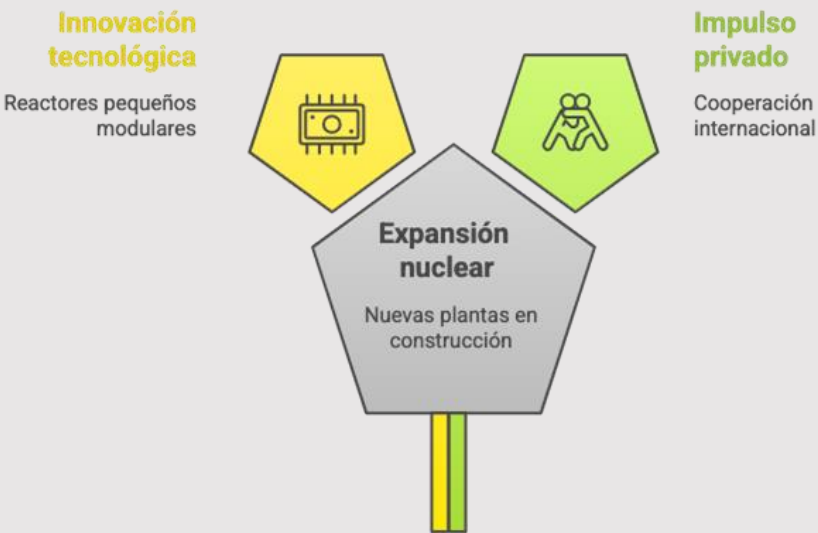 Innovación
tecnológica
Reactores pequeños
modulares
Impulso
privado
Cooperación
internacional
Expansión
nuclear
Nuevas plantas en
construcción